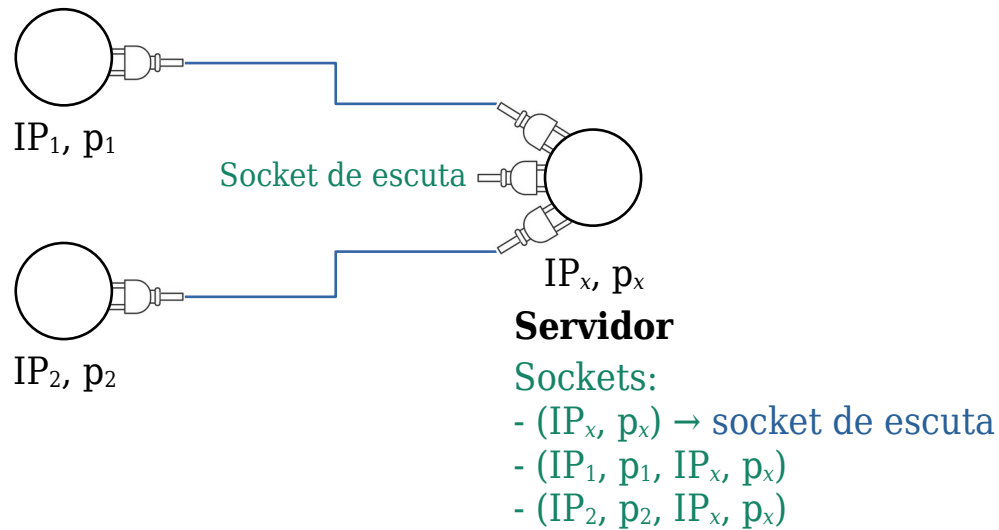 IP₁, p₁
Socket de escuta
IPₓ, pₓ
IP₂, p₂
Servidor
Sockets:
- (IPₓ, pₓ) → socket de escuta
- (IP₁, p₁, IPₓ, pₓ)
- (IP₂, p₂, IPₓ, pₓ)